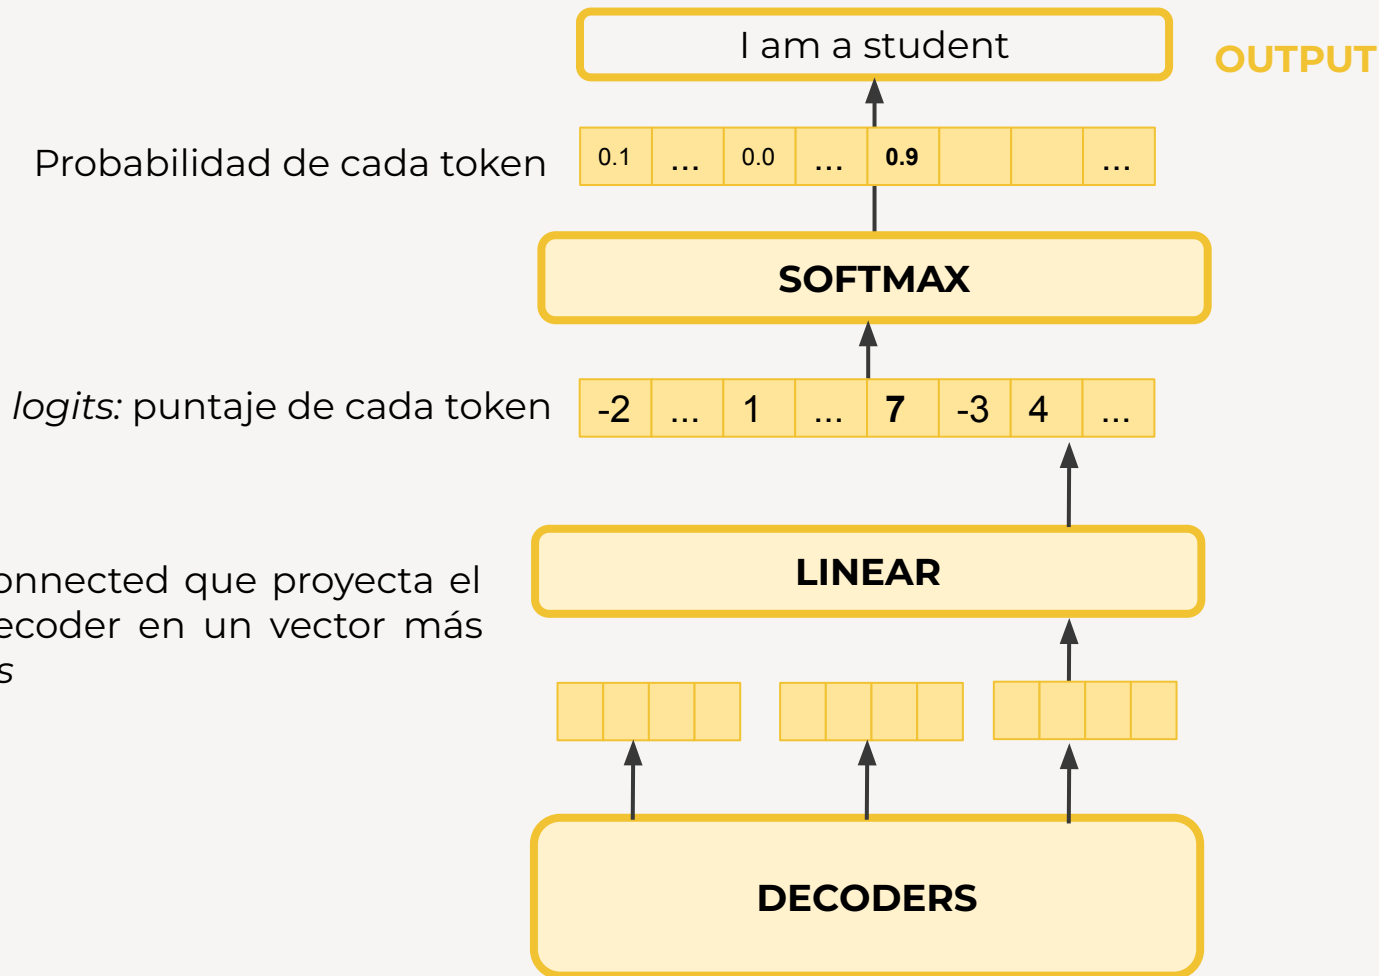 I am a student
OUTPUT
Probabilidad de cada token
0.1 ... 0.0 ... 0.9 ...
SOFTMAX
logits: puntaje de cada token
-2 ... 1 ... 7 -3 4 ...
LINEAR
onnected que proyecta el
ecoder en un vector más
s
DECODERS